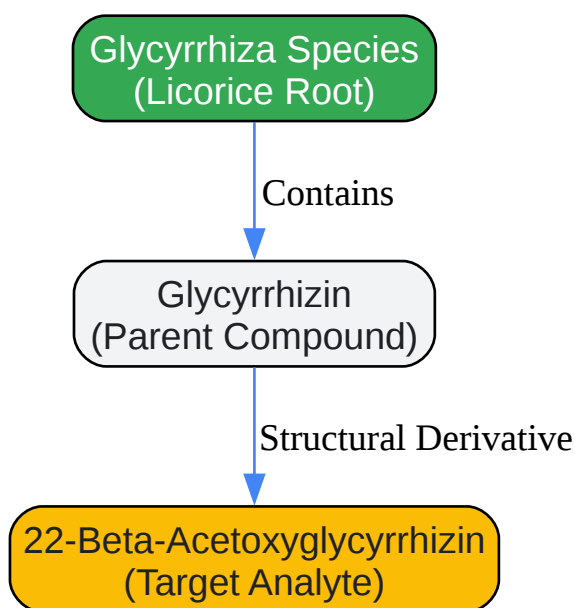 Glycyrrhiza Species
(Licorice Root)
Contains
Glycyrrhizin
(Parent Compound)
Structural Derivative
22-Beta-Acetoxyglycyrrhizin
(Target Analyte)